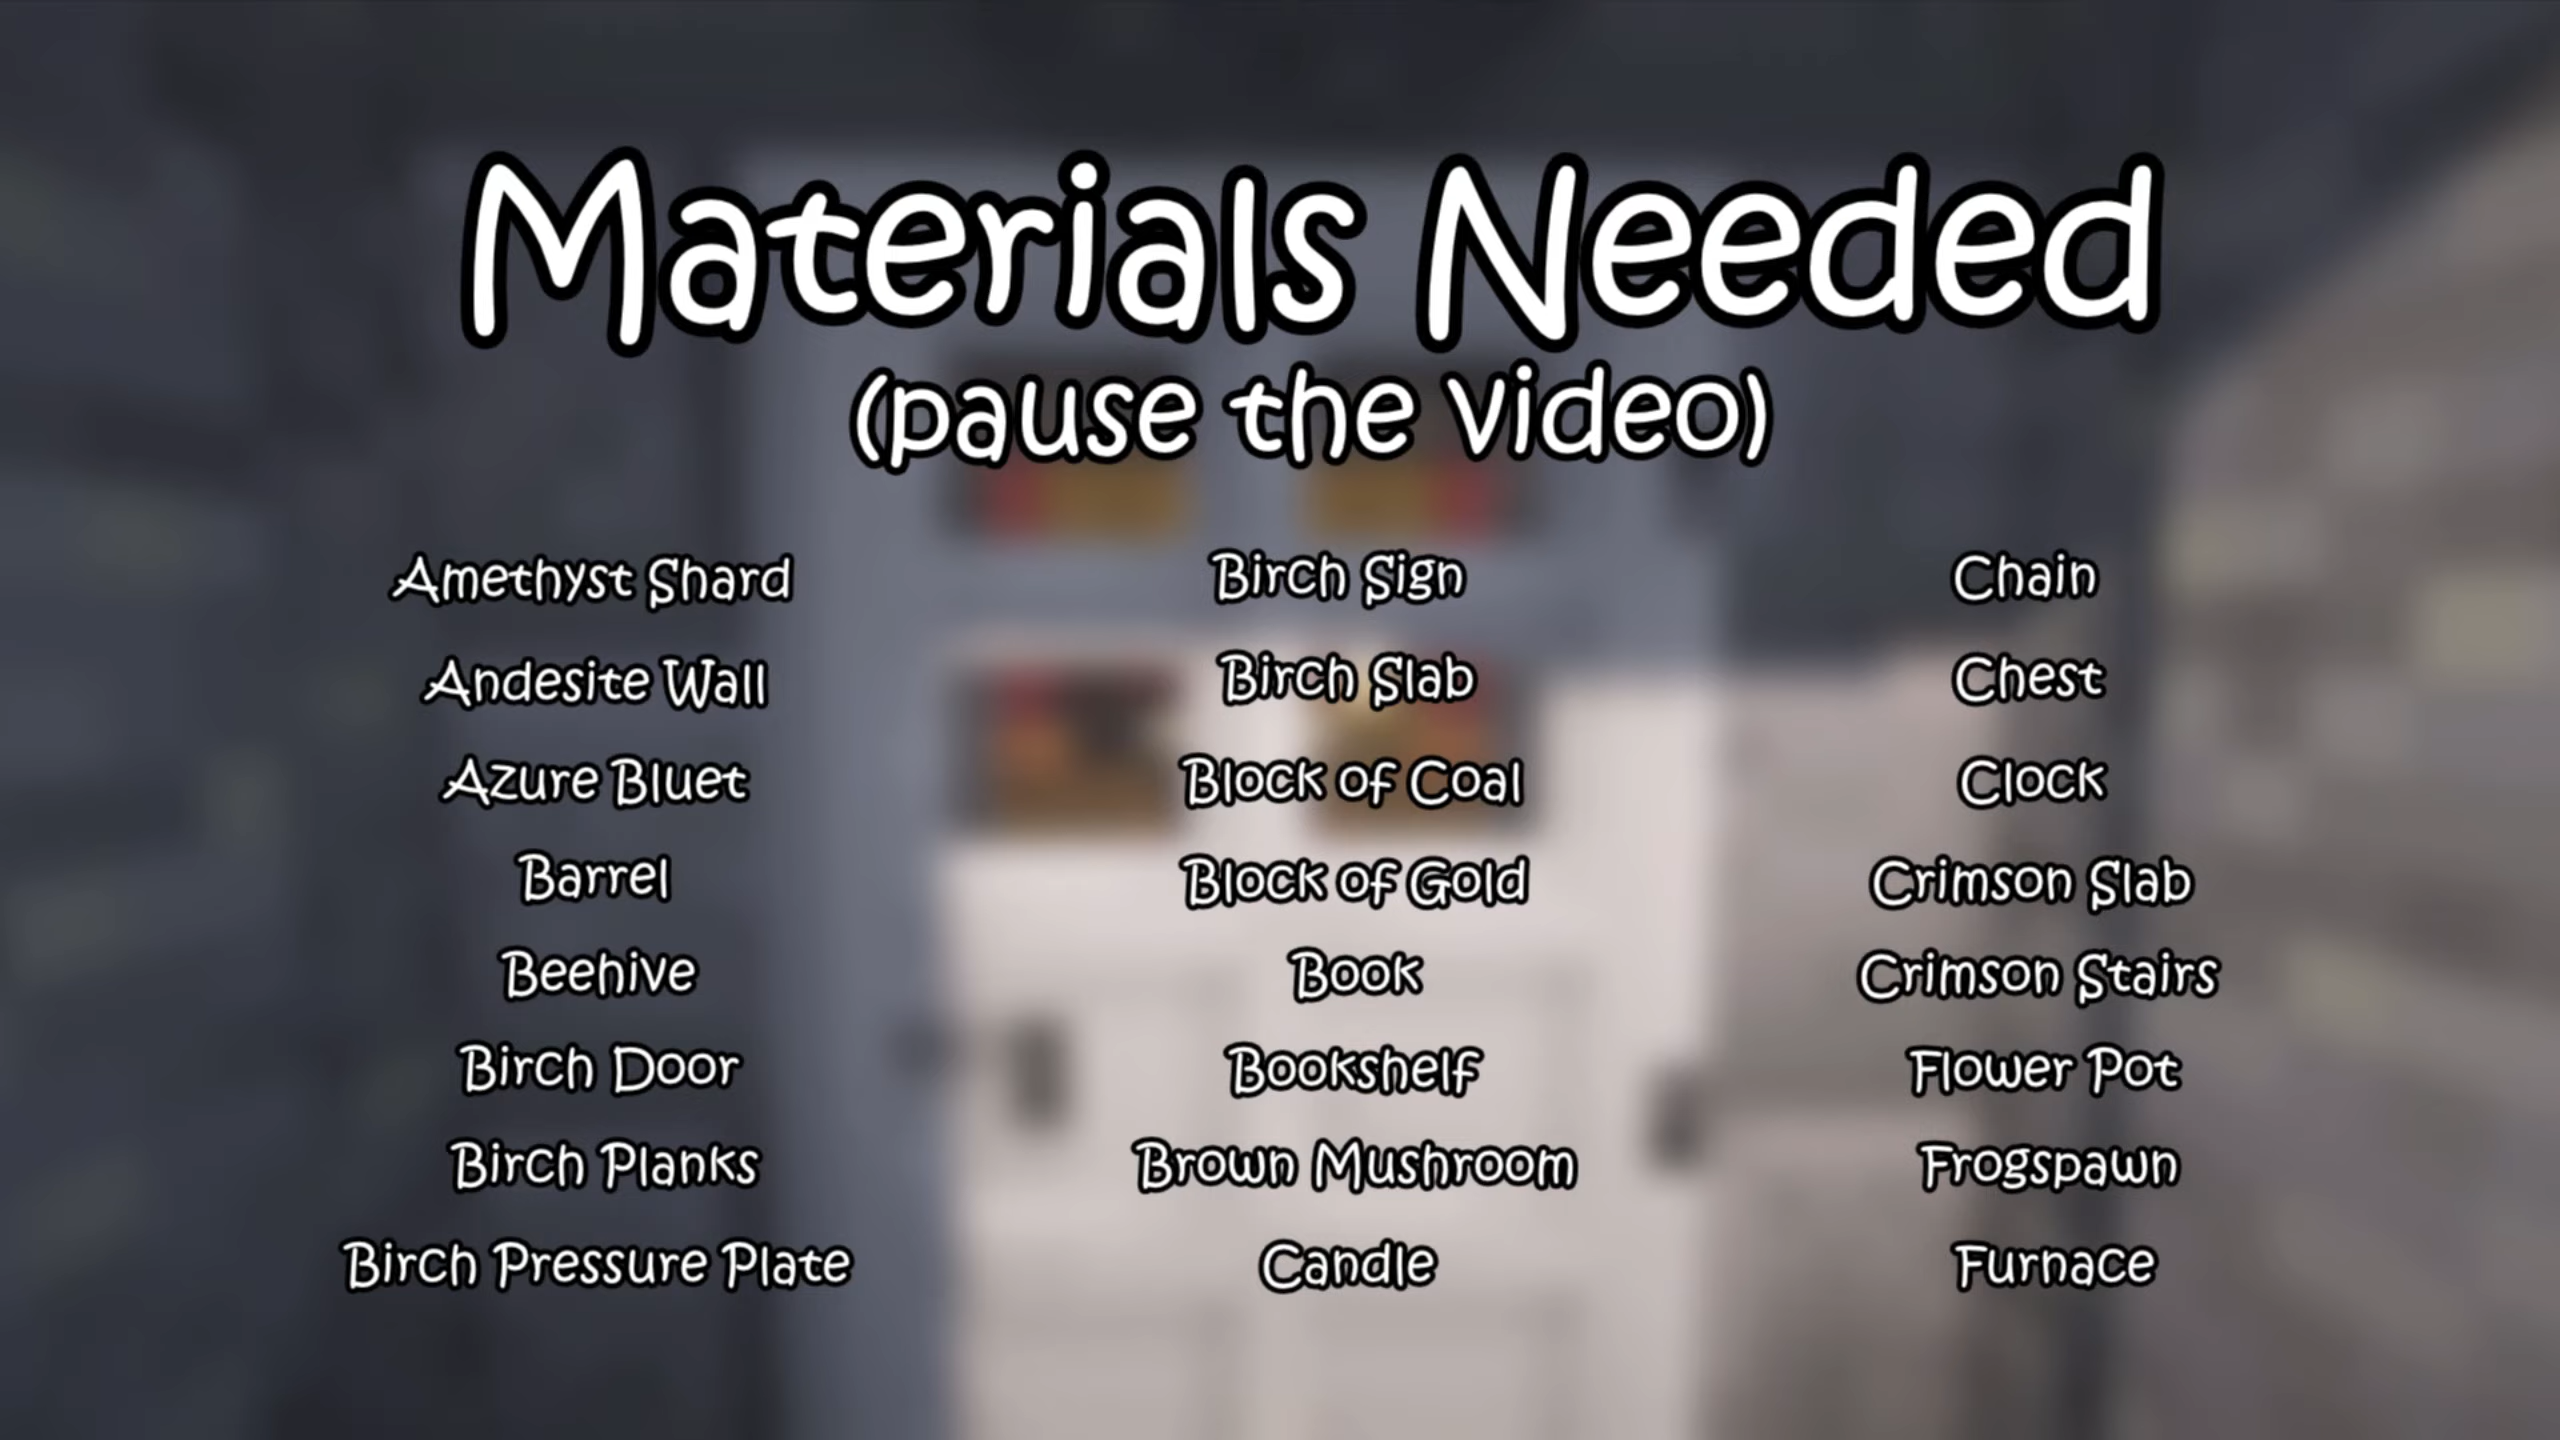 Materials Needed
(pause the video)
Amethyst Shard
Andesite Wall
Azure Bluet
Barrel
Beehive
Birch Door
Birch Planks
Birch Pressure Plate
Birch Sign
Birch Slab
Block of Coal
Block of Gold
Book
Bookshelf
Brown Mushroom
Candle
Chain
Chest
Clock
Crimson Slab
Crimson Stairs
Flower Pot
Frogspawn
Furnace